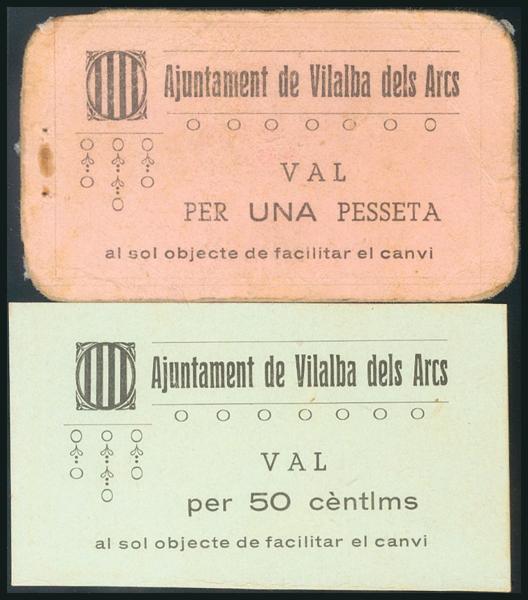 Ajuntament de Vilalba dels Arcs
VAL
PER UNA PESSETA
al sol objecte de facilitar el canvi
Ajuntament de Vilalba dels Arcs
VAL
per 50 cèntlms
al sol objecte de facilitar el canvi